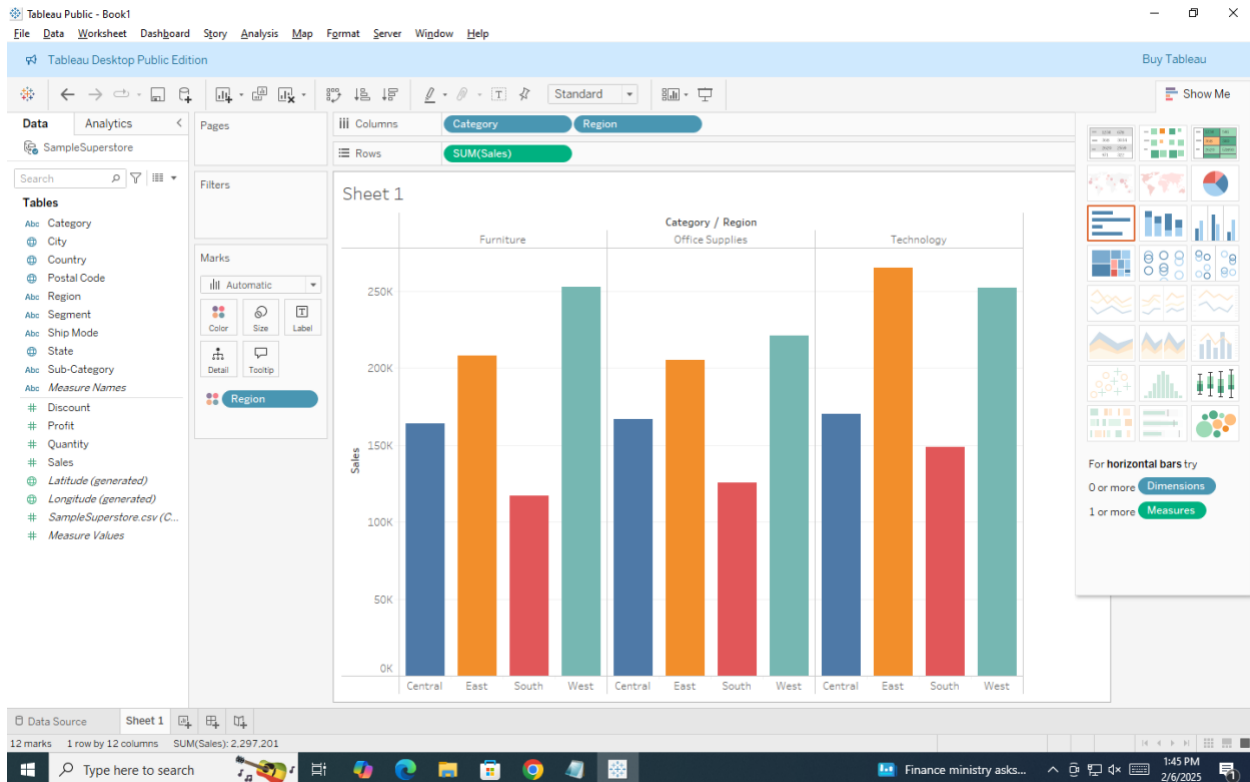 Tableau Public - Book1
File Data Worksheet Dashboard Story Analysis Map Format Server Window Help
Tableau Desktop Public Edition Buy Tableau
Standard Show Me
Data Analytics
SampleSuperstore
Search
Tables
Abc Category
City
Country
Postal Code
Abc Region
Abc Segment
Abc Ship Mode
State
Abc Sub-Category
Abc Measure Names
# Discount
# Profit
# Quantity
# Sales
Latitude (generated)
Longitude (generated)
# SampleSuperstore.csv (C...
# Measure Values
Pages
Filters
Marks
Automatic
Color Size Label
Detail Tooltip
Region
Columns Category Region
Rows SUM(Sales)
Sheet 1
Category / Region
Furniture Office Supplies Technology
Sales
250K
200K
150K
100K
50K
0K
Central East South West Central East South West Central East South West
For horizontal bars try
0 or more Dimensions
1 or more Measures
Data Source Sheet 1
12 marks 1 row by 12 columns SUM(Sales): 2,297,201
Type here to search Finance ministry asks... 1:45 PM
2/6/2025